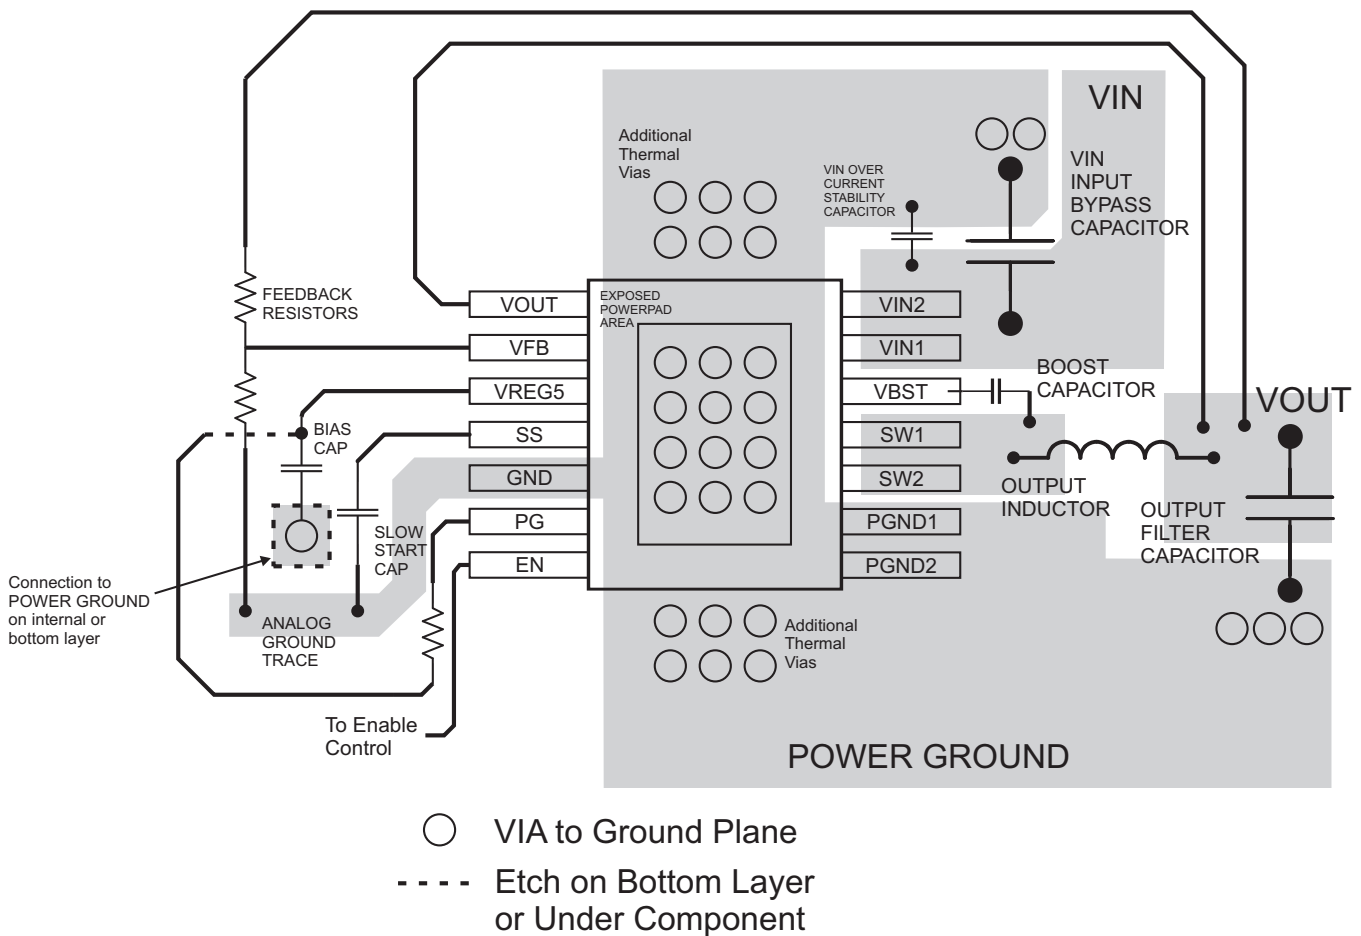 VIN
Additional
Thermal
Vias
VIN OVER
CURRENT
STABILITY
CAPACITOR
VIN
INPUT
BYPASS
CAPACITOR
FEEDBACK
RESISTORS
VOUT
VFB
VREG5
SS
GND
PG
EN
EXPOSED
POWERPAD
AREA
VIN2
VIN1
VBST
SW1
SW2
PGND1
PGND2
BOOST
CAPACITOR
VOUT
BIAS
CAP
OUTPUT
INDUCTOR
OUTPUT
FILTER
CAPACITOR
SLOW
START
CAP
Connection to
POWER GROUND
on internal or
bottom layer
ANALOG
GROUND
TRACE
Additional
Thermal
Vias
To Enable
Control
POWER GROUND
VIA to Ground Plane
Etch on Bottom Layer
or Under Component